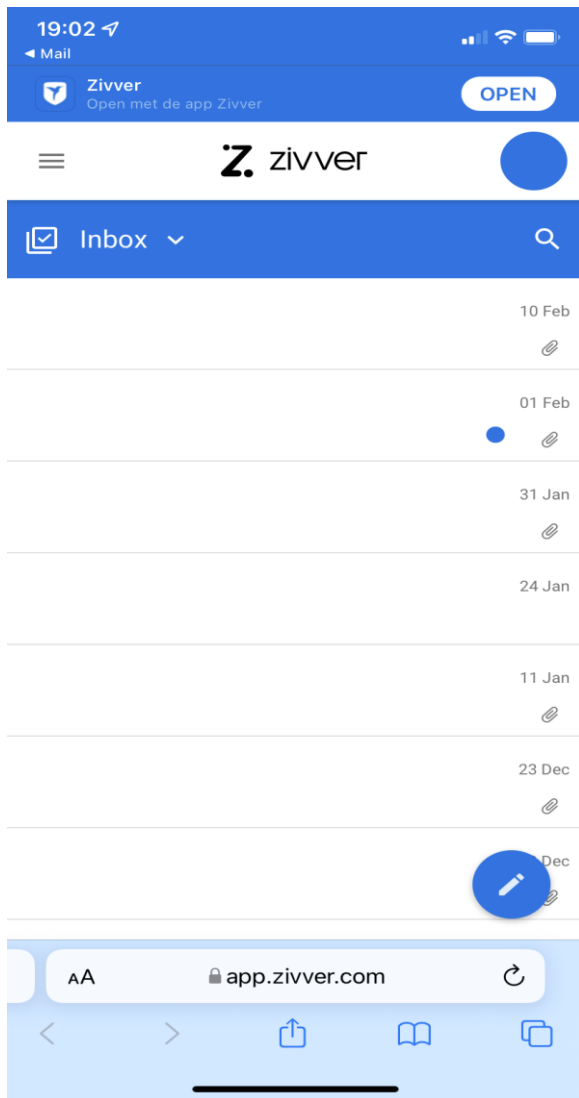 19:02
◀ Mail
Zivver
Open met de app Zivver
OPEN
Z. zivver
Inbox
10 Feb
01 Feb
31 Jan
24 Jan
11 Jan
23 Dec
Dec
AA
app.zivver.com